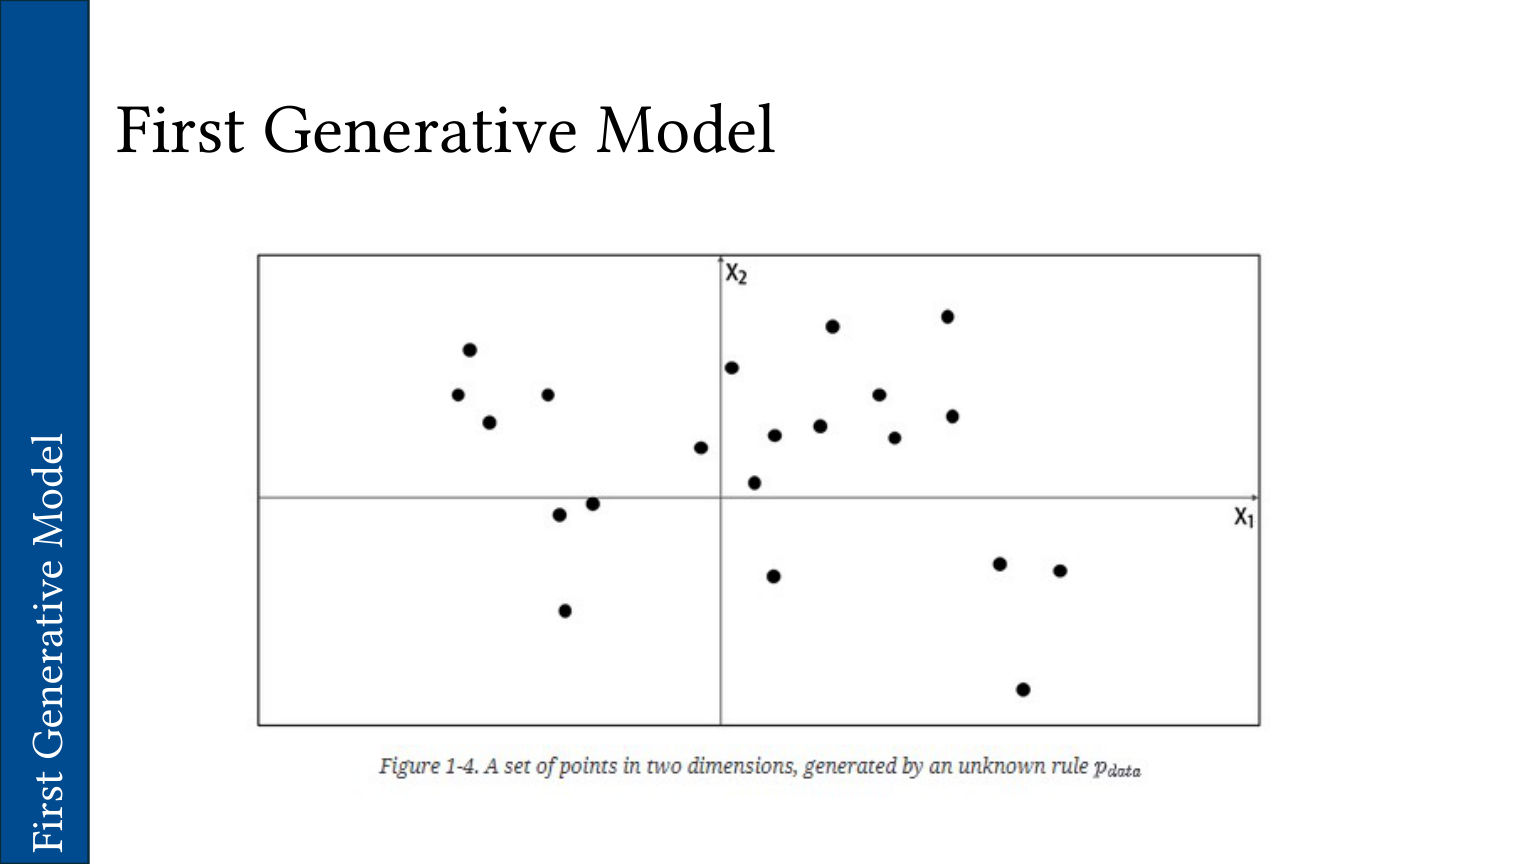 First Generative Model
First Generative Model
X₂
X₁
Figure 1-4. A set of points in two dimensions, generated by an unknown rule p_data